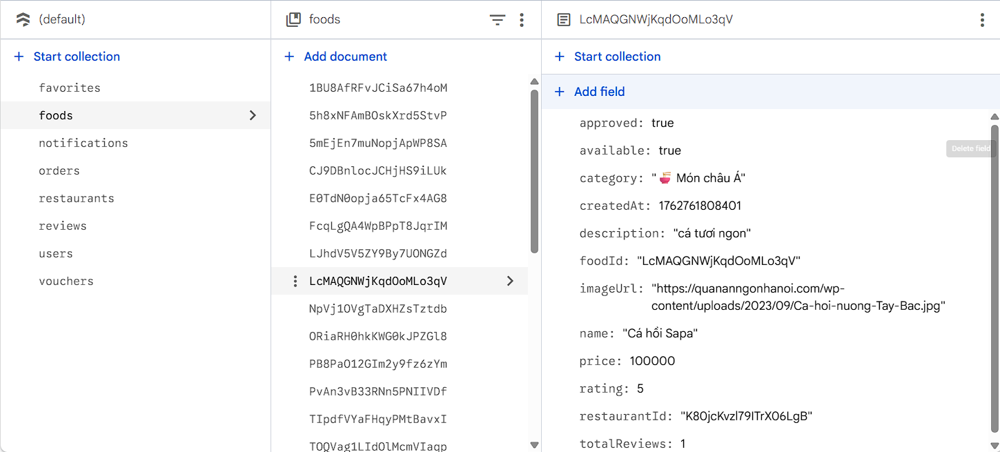 (default)
Start collection
favorites
foods
notifications
orders
restaurants
reviews
users
vouchers
foods
Add document
1BU8AfRFvJCiSa67h4oM
5h8xNFAmBOskXrd5StvP
5mEjEn7muNopjApWP8SA
CJ9DBnlocJCHjHS9iLUk
E0TdN0opja65TcFx4AG8
FcqLgQA4WpBPpT8JqrIM
LJhdV5V5ZY9By7UONGZd
LcMAQGNWjKqdOoMLo3qV
NpVj1OVgTaDXHZsTztdb
ORiaRH0hkKWG0kJPZGl8
PB8PaO12GIm2y9fz6zYm
PvAn3vB33RNn5PNIIVDf
TIpdfVYaFHqyPMtBavxI
TOQVag1LIdOlMcmVIaqp
LcMAQGNWjKqdOoMLo3qV
Start collection
Add field
approved: true
available: true
Delete field
category: "🍜 Món châu Á"
createdAt: 1762761808401
description: "cá tươi ngon"
foodId: "LcMAQGNWjKqdOoMLo3qV"
imageUrl: "https://quananngonhanoi.com/wp-
content/uploads/2023/09/Ca-hoi-nuong-Tay-Bac.jpg"
name: "Cá hồi Sapa"
price: 100000
rating: 5
restaurantId: "K80jcKvzl79ITrX06LgB"
totalReviews: 1